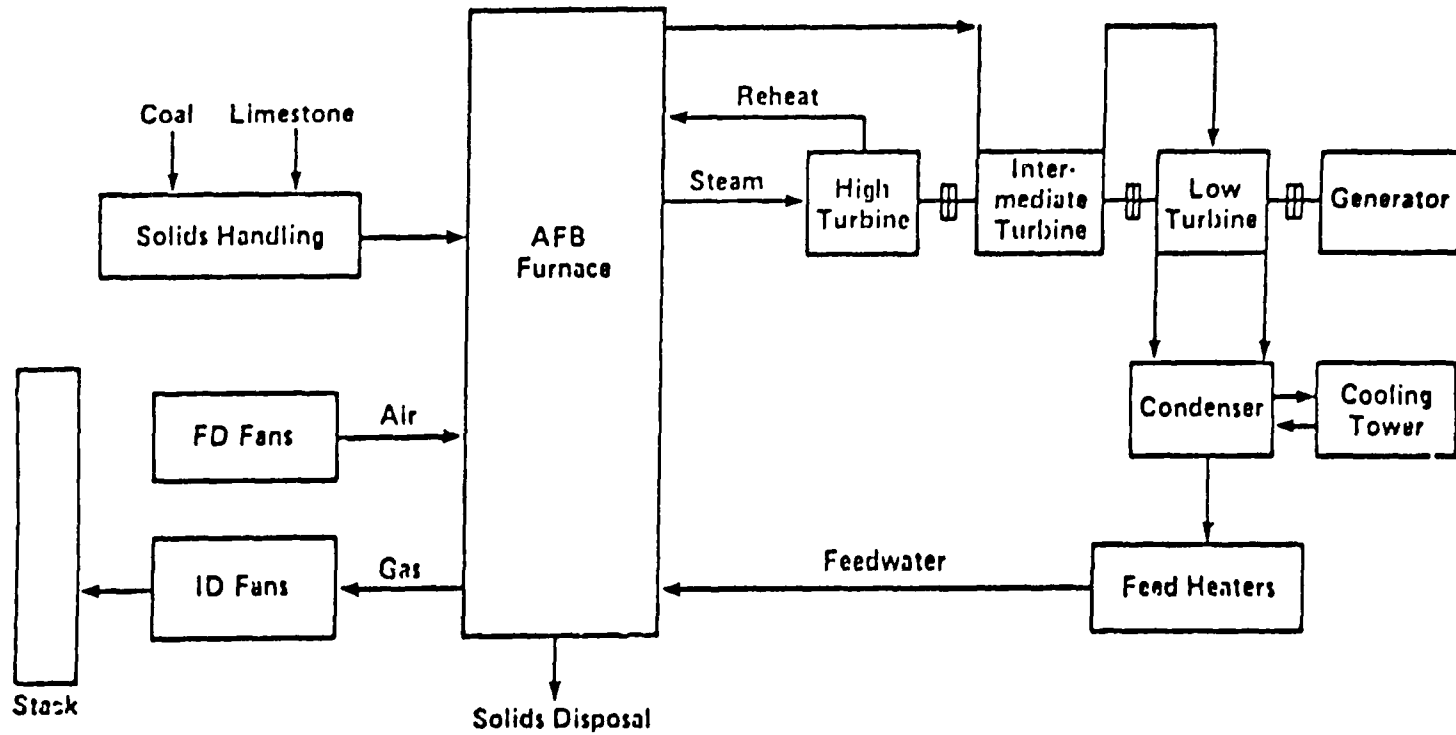 Coal
Limestone
Solids Handling
AFB
Furnace
Reheat
Steam
High
Turbine
Inter-
mediate
Turbine
Low
Turbine
Generator
FD Fans
Air
Condenser
Cooling
Tower
ID Fans
Gas
Feedwater
Feed Heaters
Stack
Solids Disposal